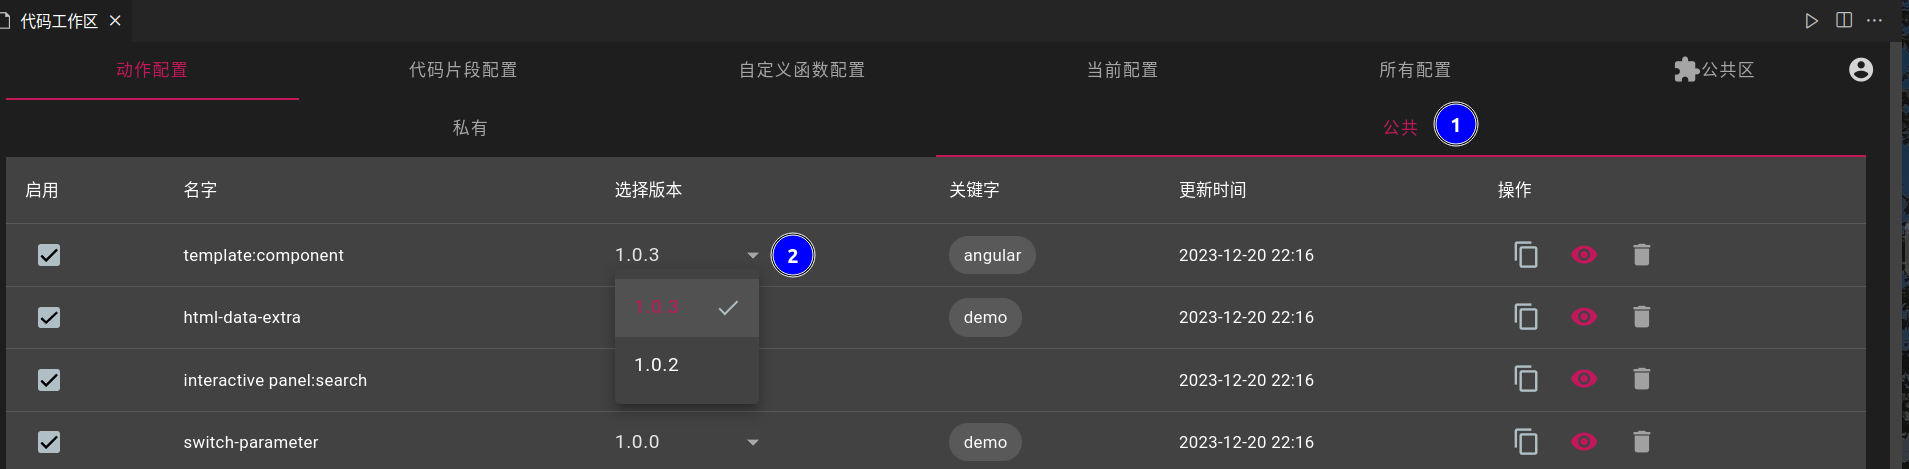 代码工作区
动作配置 代码片段配置 自定义函数配置 当前配置 所有配置 公共区
私有 公共 1
启用 名字 选择版本 关键字 更新时间 操作
template:component 1.0.3 2 angular 2023-12-20 22:16
1.0.3
html-data-extra demo 2023-12-20 22:16
1.0.2
interactive panel:search 2023-12-20 22:16
switch-parameter 1.0.0 demo 2023-12-20 22:16